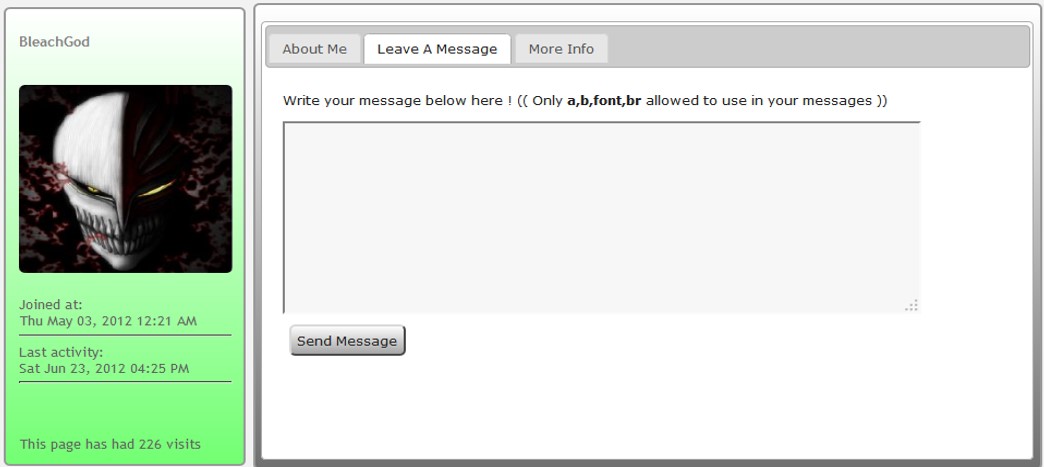 BleachGod
Joined at:
Thu May 03, 2012 12:21 AM
Last activity:
Sat Jun 23, 2012 04:25 PM
This page has had 226 visits
About Me
Leave A Message
More Info
Write your message below here ! (( Only a,b,font,br allowed to use in your messages ))
Send Message